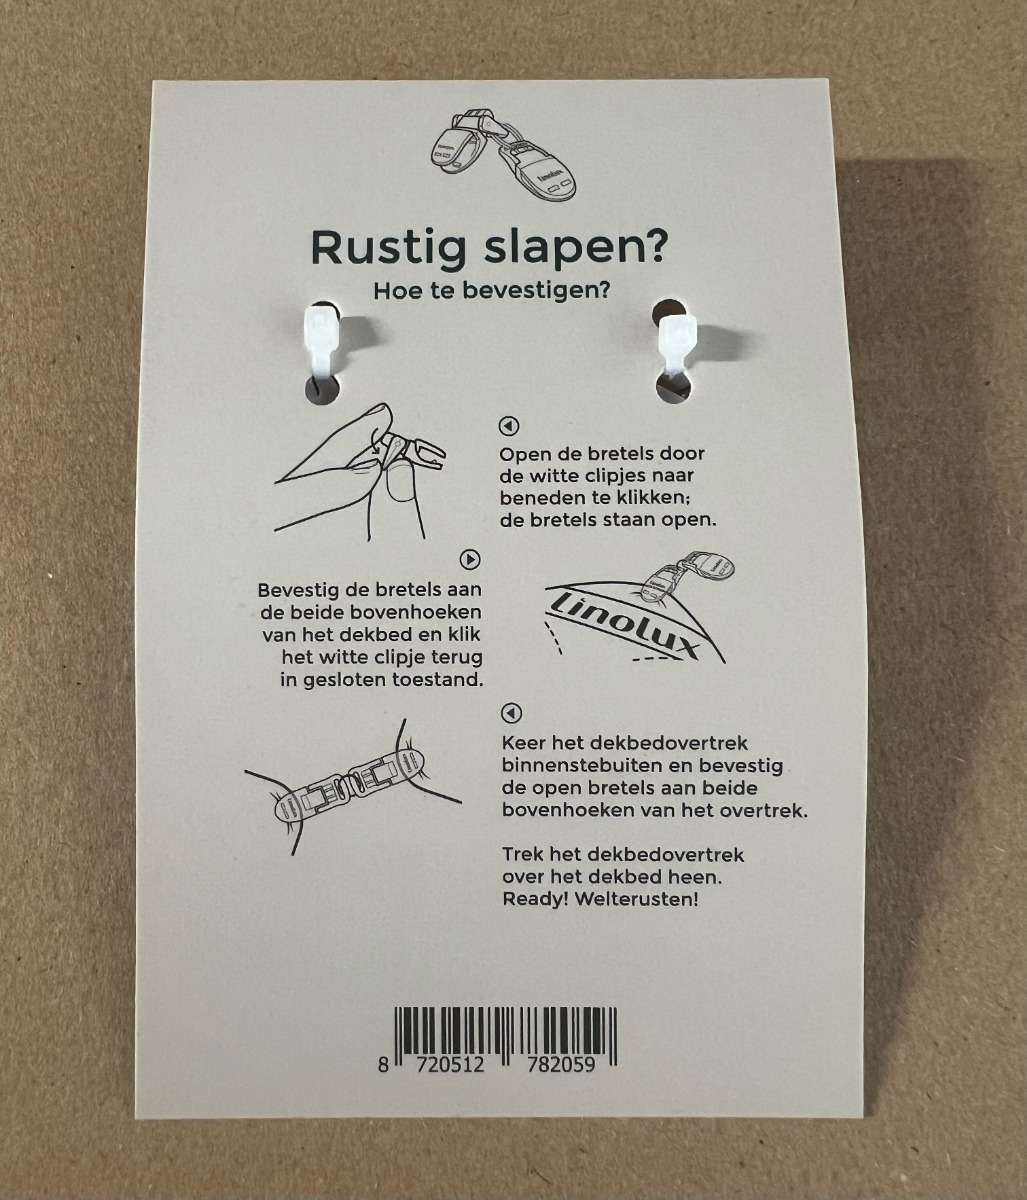 Rustig slapen?
Hoe te bevestigen?
Open de bretels door
de witte clipjes naar
beneden te klikken;
de bretels staan open.
Bevestig de bretels aan
de beide bovenhoeken
van het dekbed en klik
het witte clipje terug
in gesloten toestand.
Linolux
Keer het dekbedovertrek
binnenstebuiten en bevestig
de open bretels aan beide
bovenhoeken van het overtrek.
Trek het dekbedovertrek
over het dekbed heen.
Ready! Welterusten!
8 720512 782059